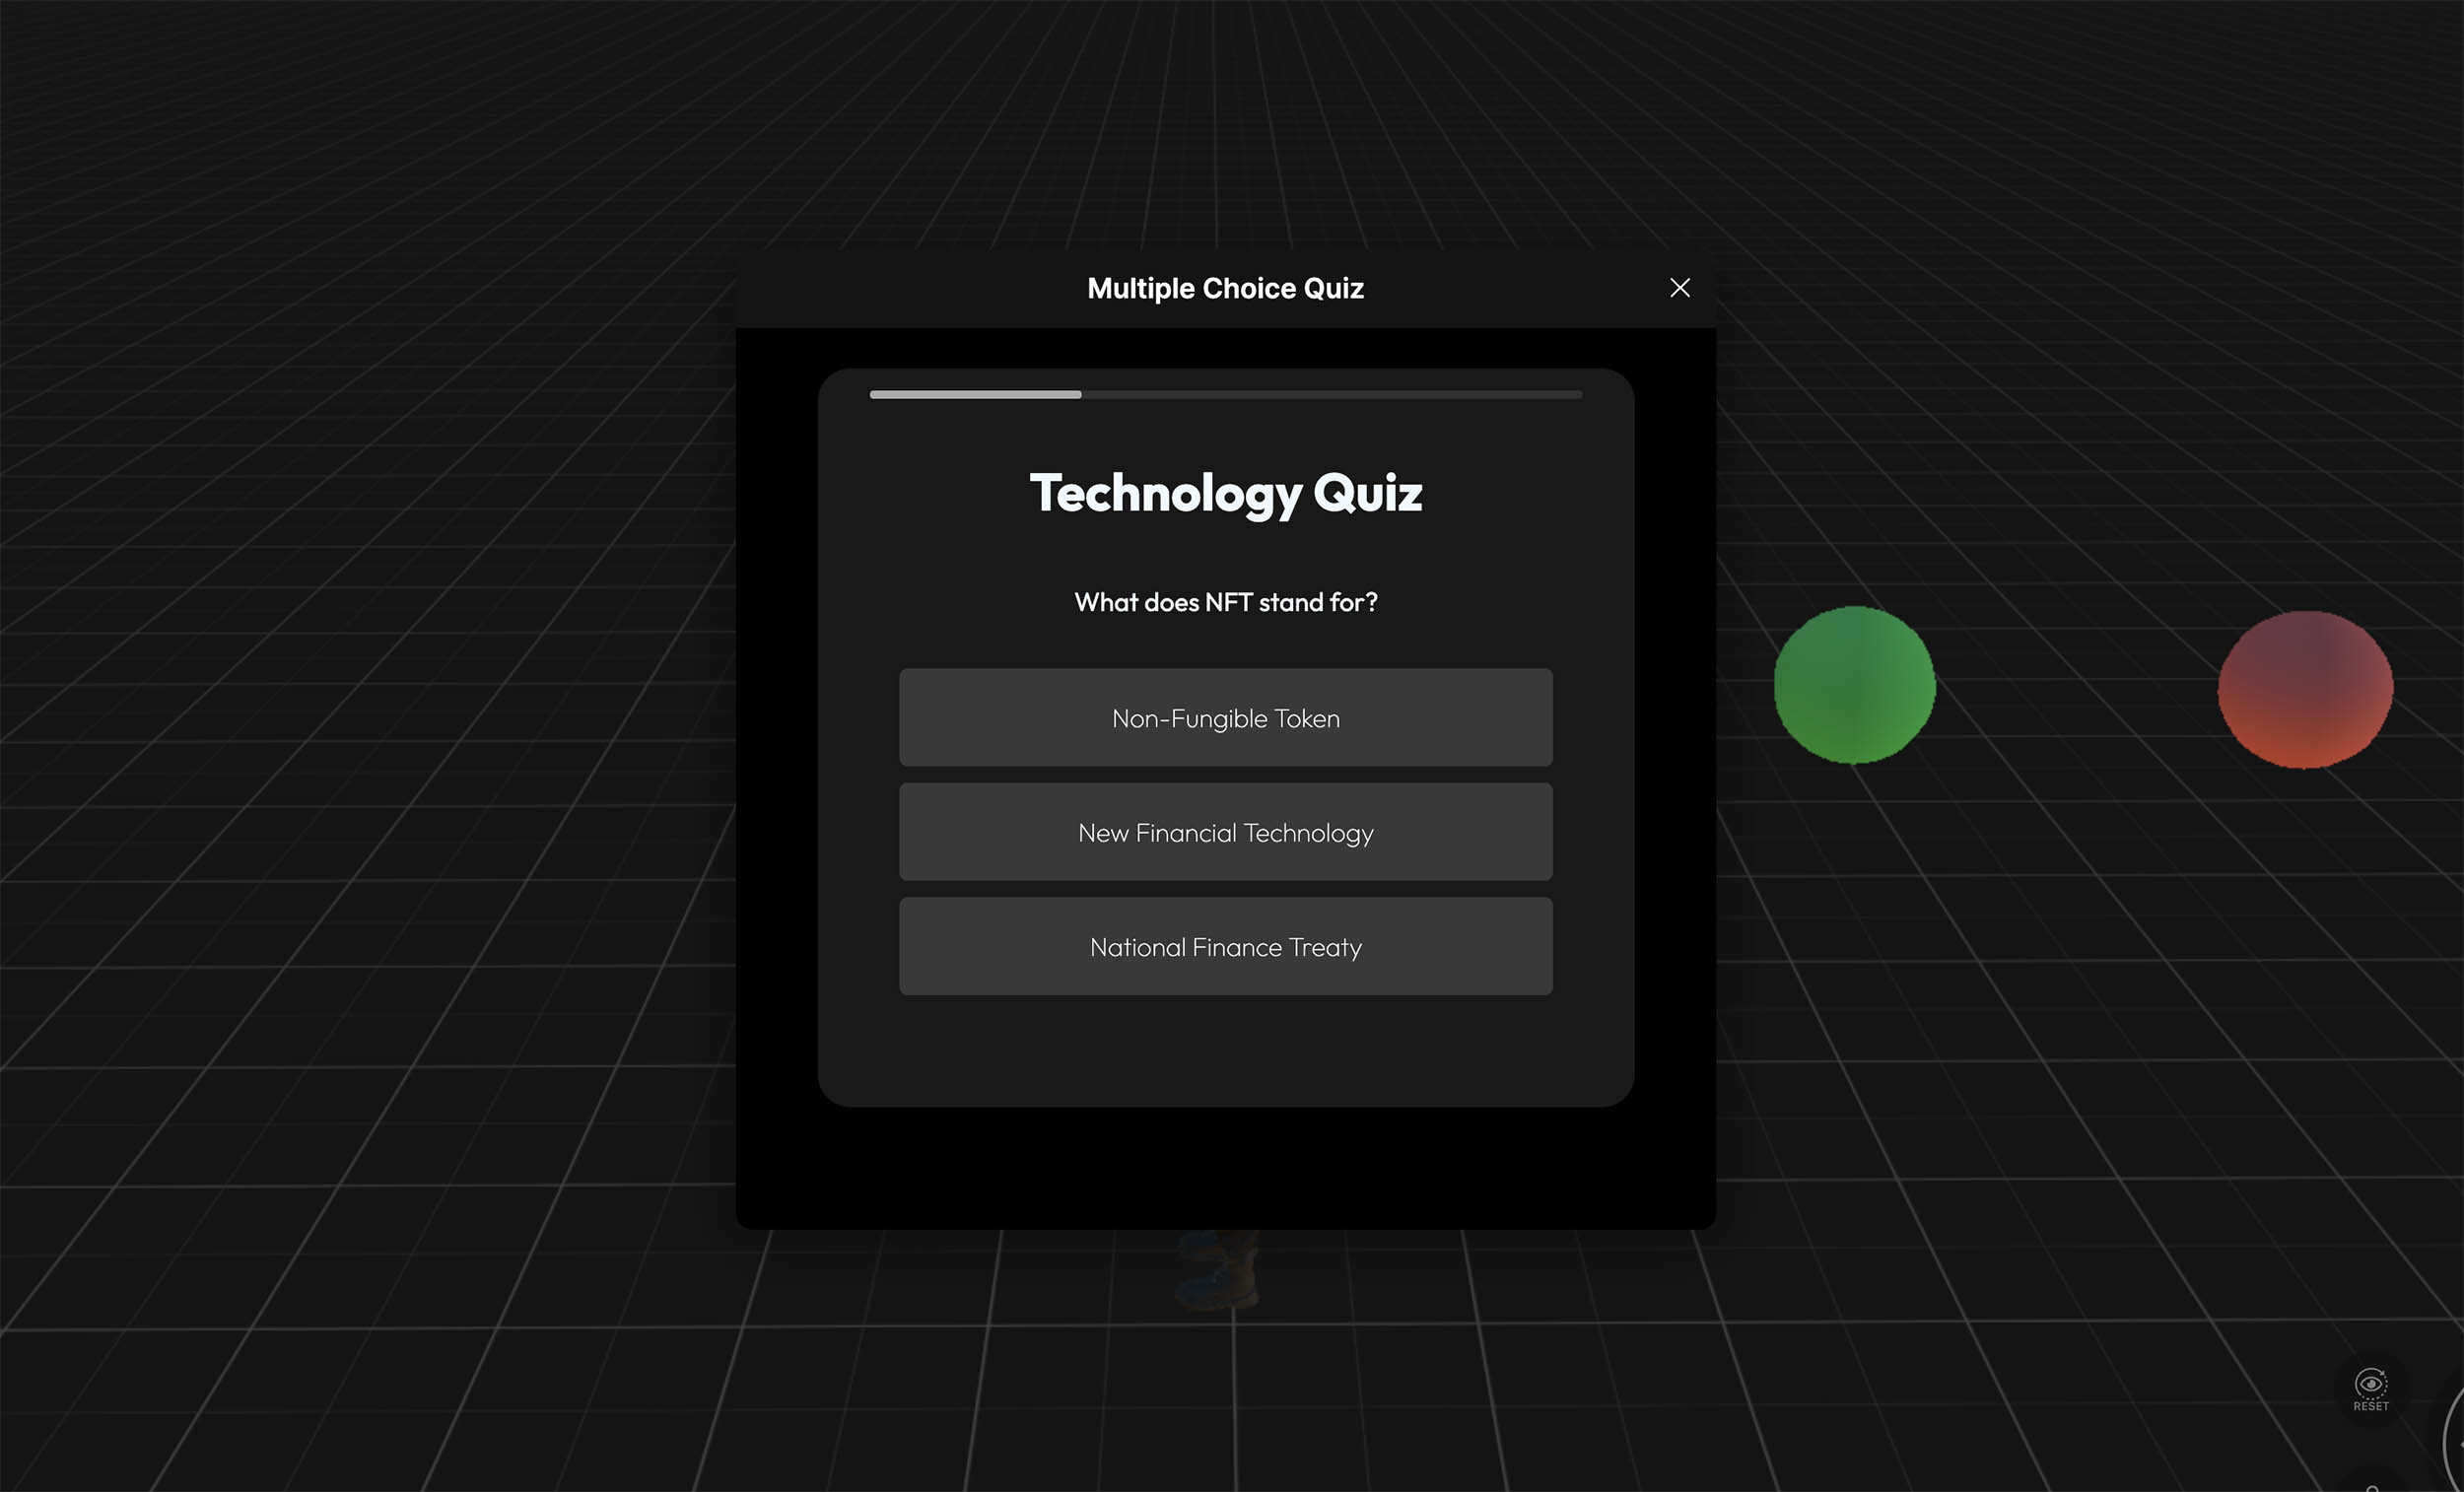 Multiple Choice Quiz
Technology Quiz
What does NFT stand for?
Non-Fungible Token
New Financial Technology
National Finance Treaty
RESET